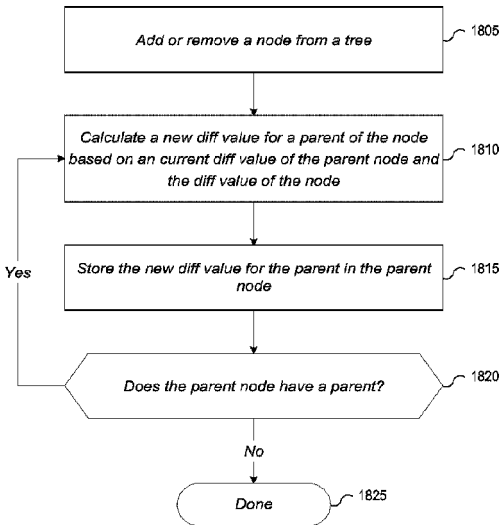 Add or remove a node from a tree
1805
Calculate a new diff value for a parent of the node
based on an current diff value of the parent node and
the diff value of the node
1810
Store the new diff value for the parent in the parent
node
1815
Yes
Does the parent node have a parent?
1820
No
Done
1825